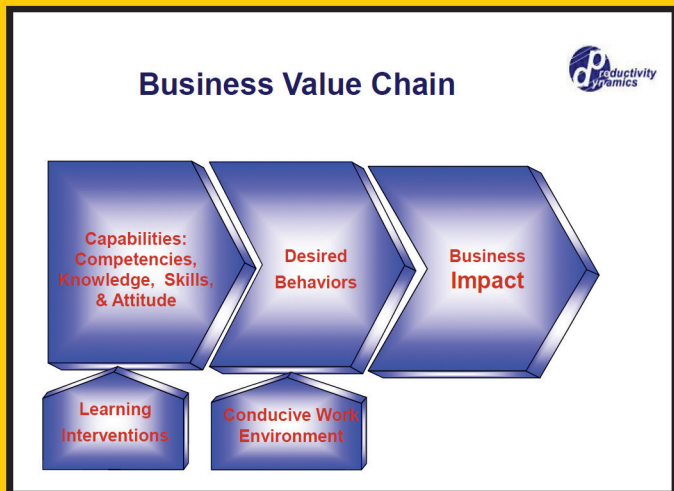 Business Value Chain
Productivity
dynamics
Capabilities:
Competencies,
Knowledge, Skills,
& Attitude
Desired
Behaviors
Business
Impact
Learning
Interventions
Conducive Work
Environment